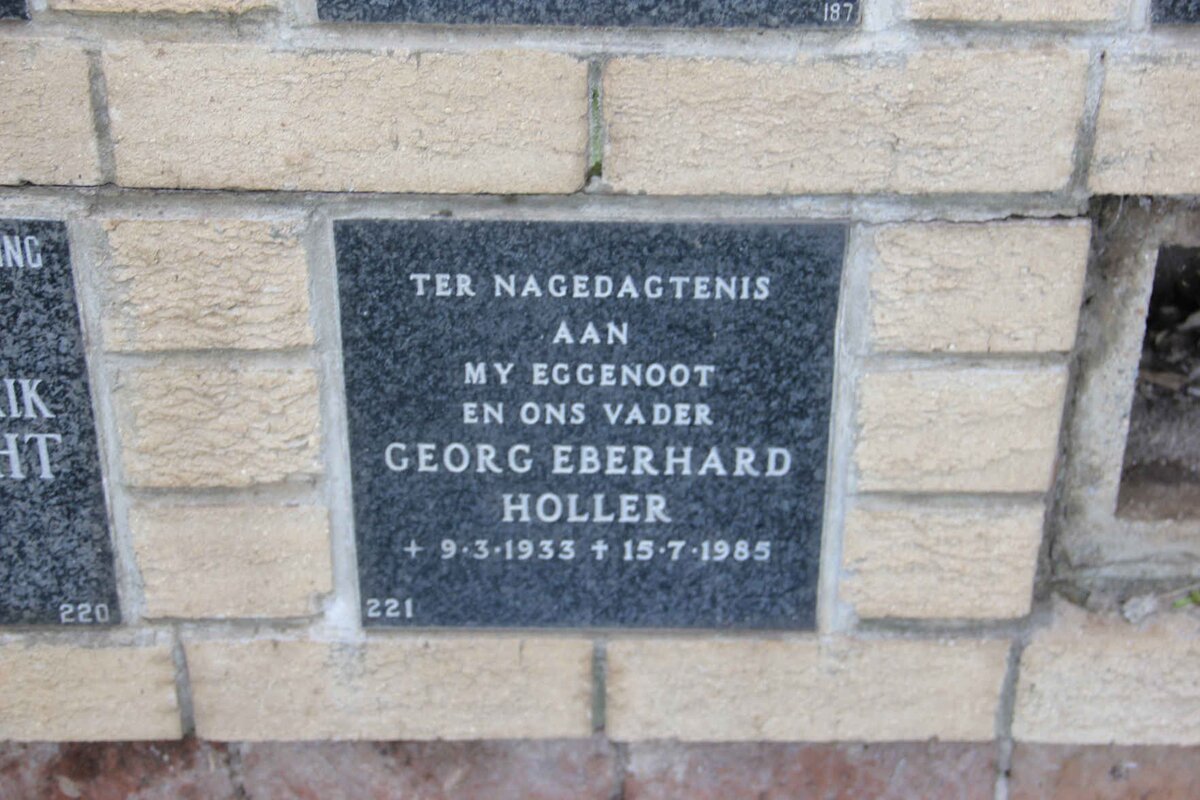 187
TER NAGEDAGTENIS
AAN
MY EGGENOOT
EN ONS VADER
GEORG EBERHARD
HOLLER
+ 9·3·1933 † 15·7·1985
221
220